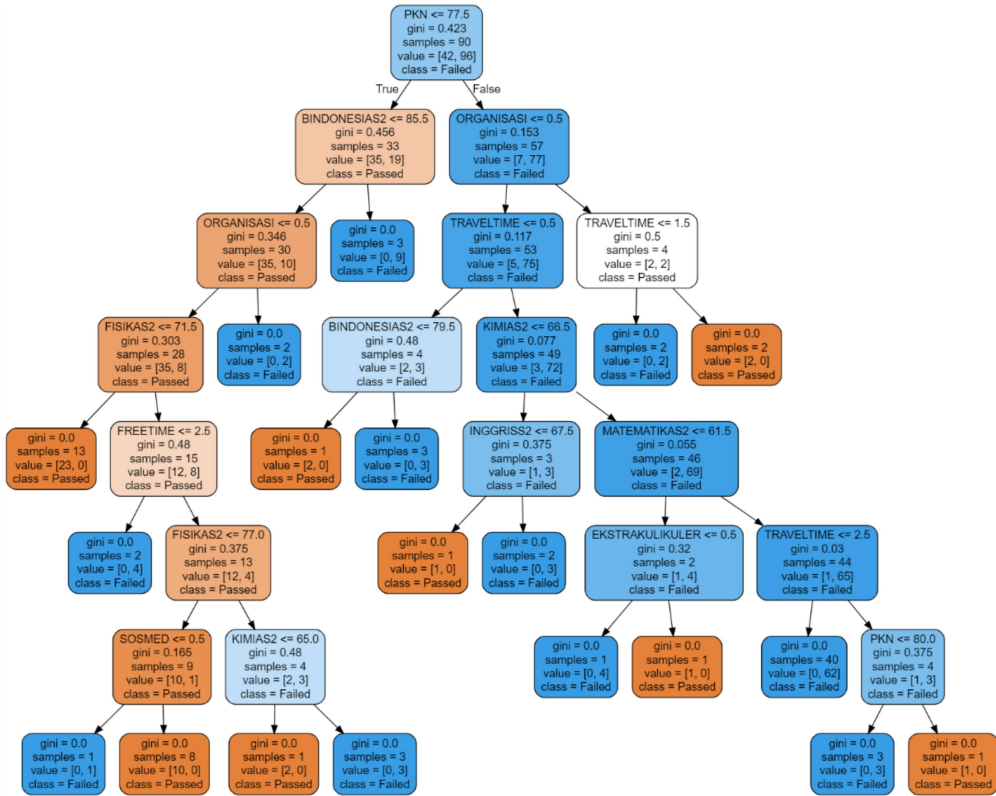 PKN <= 77.5
gini = 0.423
samples = 90
value = [42, 96]
class = Failed
True
False
BINDONESIAS2 <= 85.5
gini = 0.456
samples = 33
value = [35, 19]
class = Passed
ORGANISASI <= 0.5
gini = 0.153
samples = 57
value = [7, 77]
class = Failed
ORGANISASI <= 0.5
gini = 0.346
samples = 30
value = [35, 10]
class = Passed
gini = 0.0
samples = 3
value = [0, 9]
class = Failed
TRAVELTIME <= 0.5
gini = 0.117
samples = 53
value = [5, 75]
class = Failed
TRAVELTIME <= 1.5
gini = 0.5
samples = 4
value = [2, 2]
class = Passed
FISIKAS2 <= 71.5
gini = 0.303
samples = 28
value = [35, 8]
class = Passed
gini = 0.0
samples = 2
value = [0, 2]
class = Failed
BINDONESIAS2 <= 79.5
gini = 0.48
samples = 4
value = [2, 3]
class = Failed
KIMIAS2 <= 66.5
gini = 0.077
samples = 49
value = [3, 72]
class = Failed
gini = 0.0
samples = 2
value = [0, 2]
class = Failed
gini = 0.0
samples = 2
value = [2, 0]
class = Passed
gini = 0.0
samples = 13
value = [23, 0]
class = Passed
FREETIME <= 2.5
gini = 0.48
samples = 15
value = [12, 8]
class = Passed
gini = 0.0
samples = 1
value = [2, 0]
class = Passed
gini = 0.0
samples = 3
value = [0, 3]
class = Failed
INGGRISS2 <= 67.5
gini = 0.375
samples = 3
value = [1, 3]
class = Failed
MATEMATIKAS2 <= 61.5
gini = 0.055
samples = 46
value = [2, 69]
class = Failed
gini = 0.0
samples = 2
value = [0, 4]
class = Failed
FISIKAS2 <= 77.0
gini = 0.375
samples = 13
value = [12, 4]
class = Passed
gini = 0.0
samples = 1
value = [1, 0]
class = Passed
gini = 0.0
samples = 2
value = [0, 3]
class = Failed
EKSTRAKULIKULER <= 0.5
gini = 0.32
samples = 2
value = [1, 4]
class = Failed
TRAVELTIME <= 2.5
gini = 0.03
samples = 44
value = [1, 65]
class = Failed
SOSMED <= 0.5
gini = 0.165
samples = 9
value = [10, 1]
class = Passed
KIMIAS2 <= 65.0
gini = 0.48
samples = 4
value = [2, 3]
class = Failed
gini = 0.0
samples = 1
value = [0, 4]
class = Failed
gini = 0.0
samples = 1
value = [1, 0]
class = Passed
gini = 0.0
samples = 40
value = [0, 62]
class = Failed
PKN <= 80.0
gini = 0.375
samples = 4
value = [1, 3]
class = Failed
gini = 0.0
samples = 1
value = [0, 1]
class = Failed
gini = 0.0
samples = 8
value = [10, 0]
class = Passed
gini = 0.0
samples = 1
value = [2, 0]
class = Passed
gini = 0.0
samples = 3
value = [0, 3]
class = Failed
gini = 0.0
samples = 3
value = [0, 3]
class = Failed
gini = 0.0
samples = 1
value = [1, 0]
class = Passed